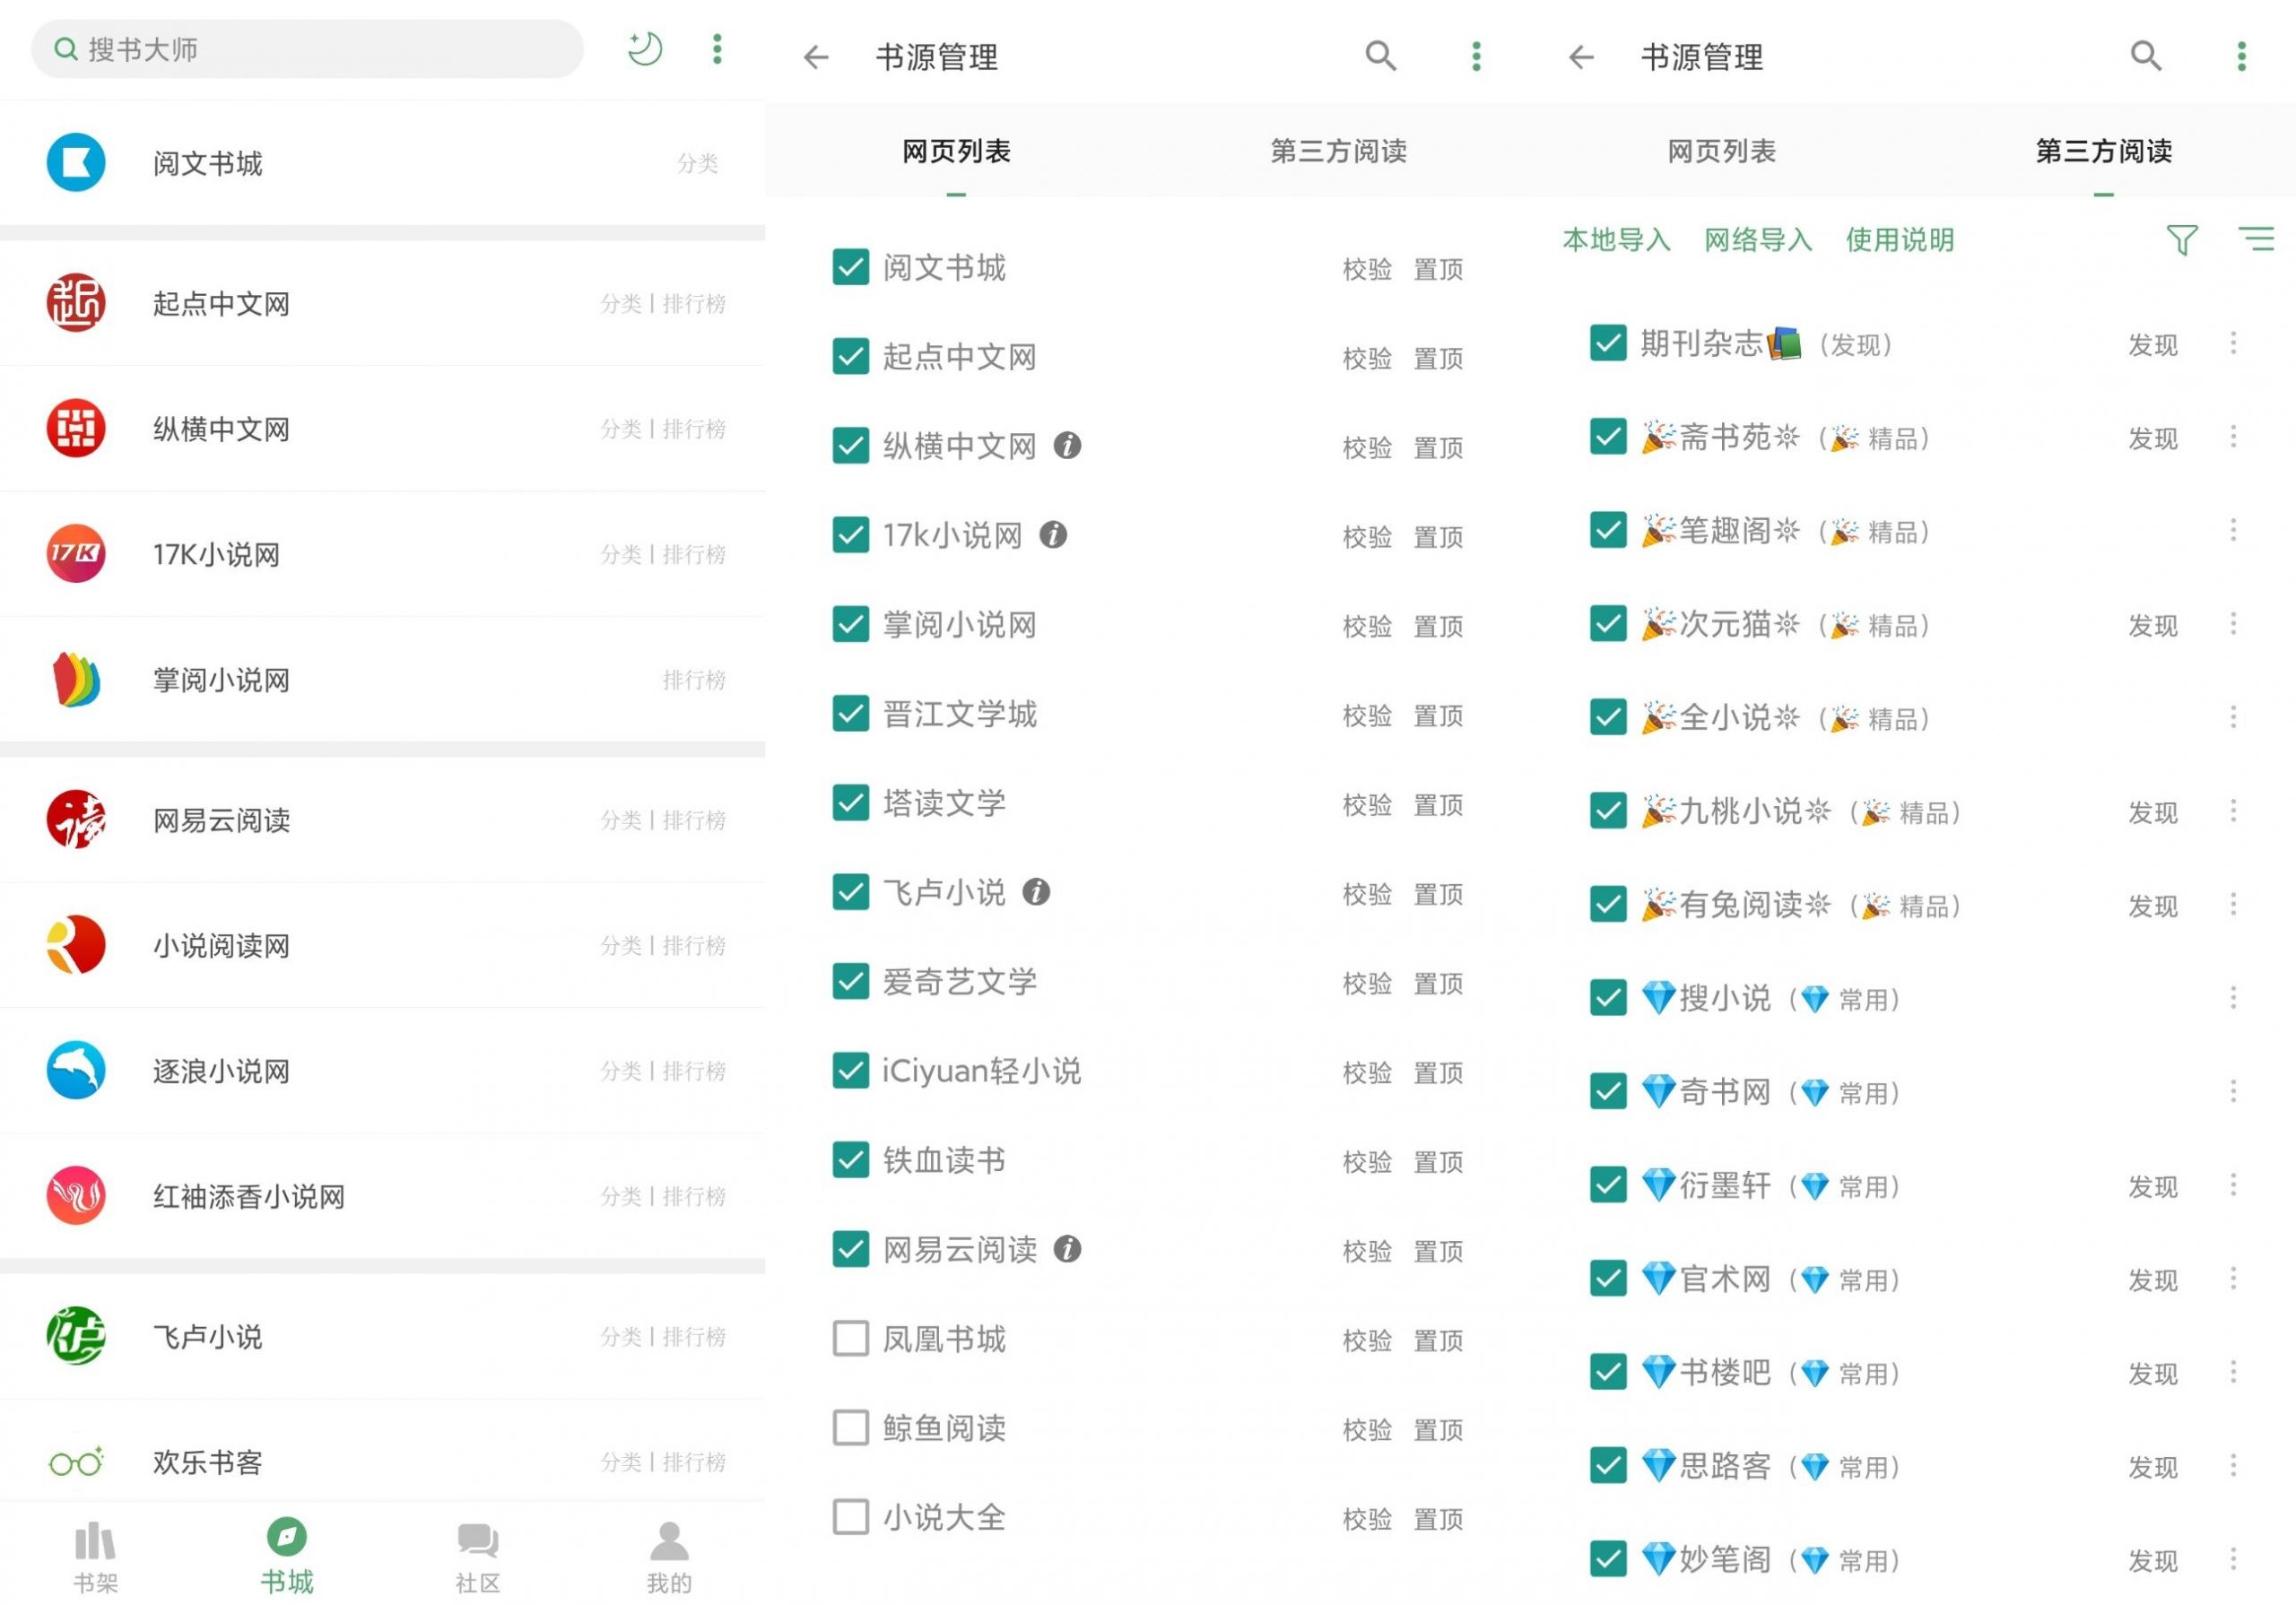 搜书大师
阅文书城 分类
起点中文网 分类 | 排行榜
纵横中文网 分类 | 排行榜
17K 17K小说网 分类 | 排行榜
掌阅小说网 排行榜
读 网易云阅读 分类 | 排行榜
小说阅读网 分类 | 排行榜
逐浪小说网 分类 | 排行榜
红袖添香小说网 分类 | 排行榜
飞卢小说 分类 | 排行榜
欢乐书客 分类 | 排行榜
书架 书城 社区 我的
书源管理
网页列表 第三方阅读
阅文书城 校验 置顶
起点中文网 校验 置顶
纵横中文网 校验 置顶
17k小说网 校验 置顶
掌阅小说网 校验 置顶
晋江文学城 校验 置顶
塔读文学 校验 置顶
飞卢小说 校验 置顶
爱奇艺文学 校验 置顶
iCiyuan轻小说 校验 置顶
铁血读书 校验 置顶
网易云阅读 校验 置顶
凤凰书城 校验 置顶
鲸鱼阅读 校验 置顶
小说大全 校验 置顶
书源管理
网页列表 第三方阅读
本地导入 网络导入 使用说明
期刊杂志📚 (发现) 发现
🎉斋书苑※ (🎉 精品) 发现
🎉笔趣阁※ (🎉 精品)
🎉次元猫※ (🎉 精品) 发现
🎉全小说※ (🎉 精品)
🎉九桃小说※ (🎉 精品) 发现
🎉有兔阅读※ (🎉 精品) 发现
💎搜小说 (💎 常用)
💎奇书网 (💎 常用)
💎衍墨轩 (💎 常用) 发现
💎官术网 (💎 常用) 发现
💎书楼吧 (💎 常用) 发现
💎思路客 (💎 常用) 发现
💎妙笔阁 (💎 常用) 发现